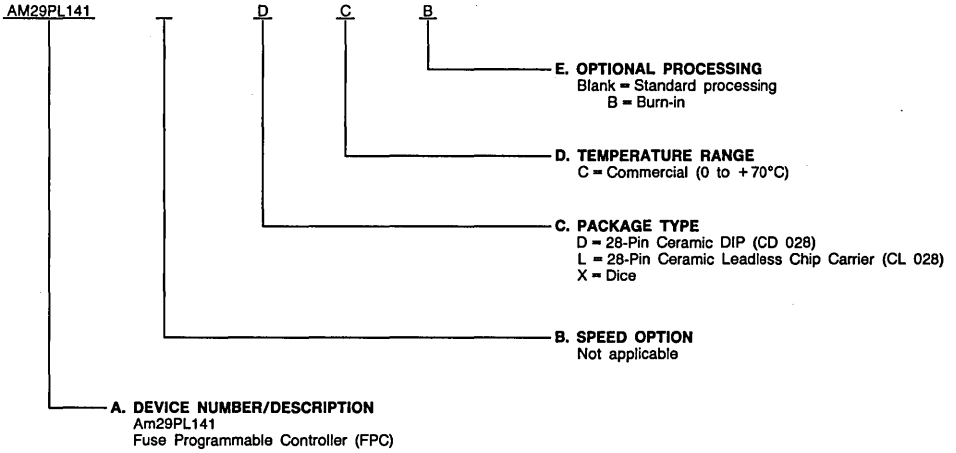 AM29PL141 D C B
E. OPTIONAL PROCESSING
Blank = Standard processing
B = Burn-in
D. TEMPERATURE RANGE
C = Commercial (0 to +70°C)
C. PACKAGE TYPE
D = 28-Pin Ceramic DIP (CD 028)
L = 28-Pin Ceramic Leadless Chip Carrier (CL 028)
X = Dice
B. SPEED OPTION
Not applicable
A. DEVICE NUMBER/DESCRIPTION
Am29PL141
Fuse Programmable Controller (FPC)